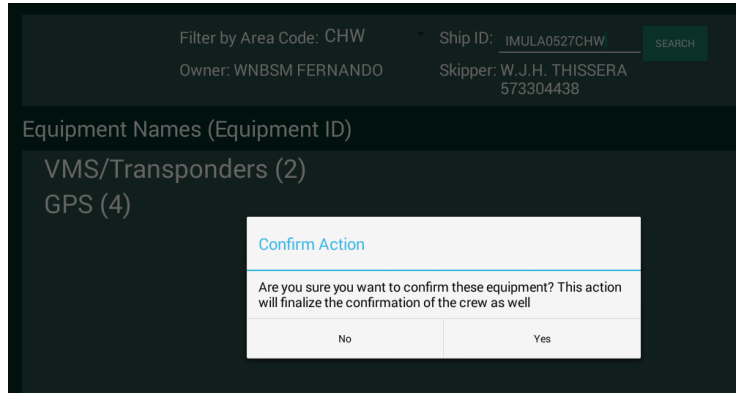 Filter by Area Code: CHW
Ship ID: IMULA0527CHW
SEARCH
Owner: WNBSM FERNANDO
Skipper: W.J.H. THISSERA
573304438
Equipment Names (Equipment ID)
VMS/Transponders (2)
GPS (4)
Confirm Action
Are you sure you want to confirm these equipment? This action
will finalize the confirmation of the crew as well
No
Yes